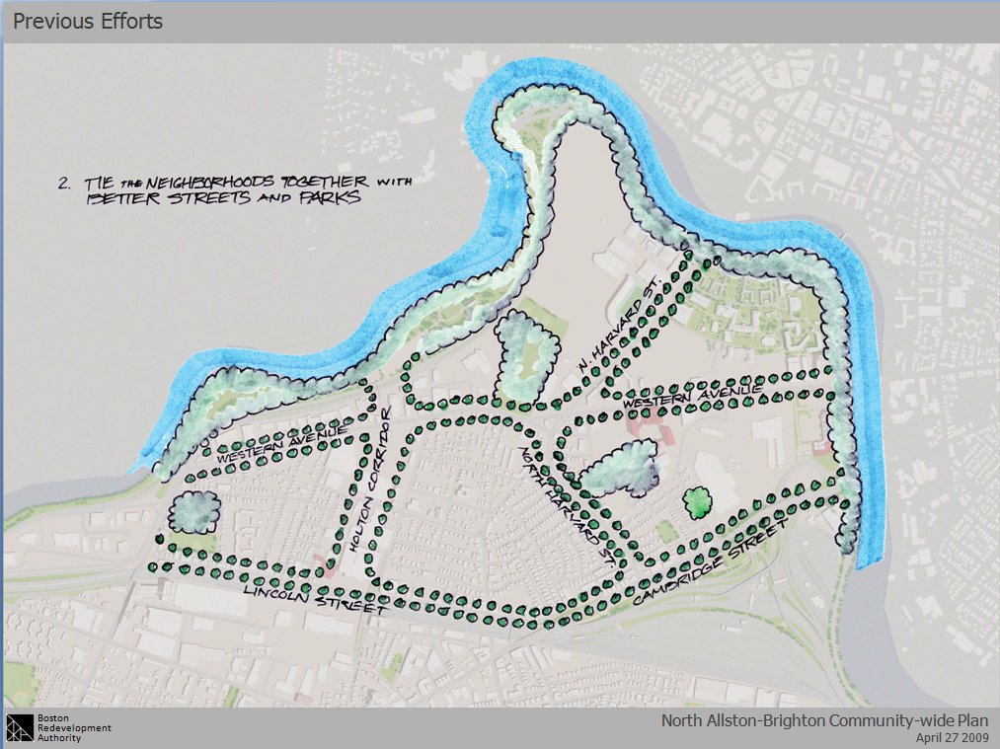 Previous Efforts
2. TIE THE NEIGHBORHOODS TOGETHER WITH
BETTER STREETS AND PARKS
N. HARVARD ST.
WESTERN AVENUE
WESTERN AVENUE
HOLTON CORRIDOR
NORTH HARVARD ST.
CAMBRIDGE STREET
LINCOLN STREET
Boston
Redevelopment
Authority
North Allston-Brighton Community-wide Plan
April 27 2009